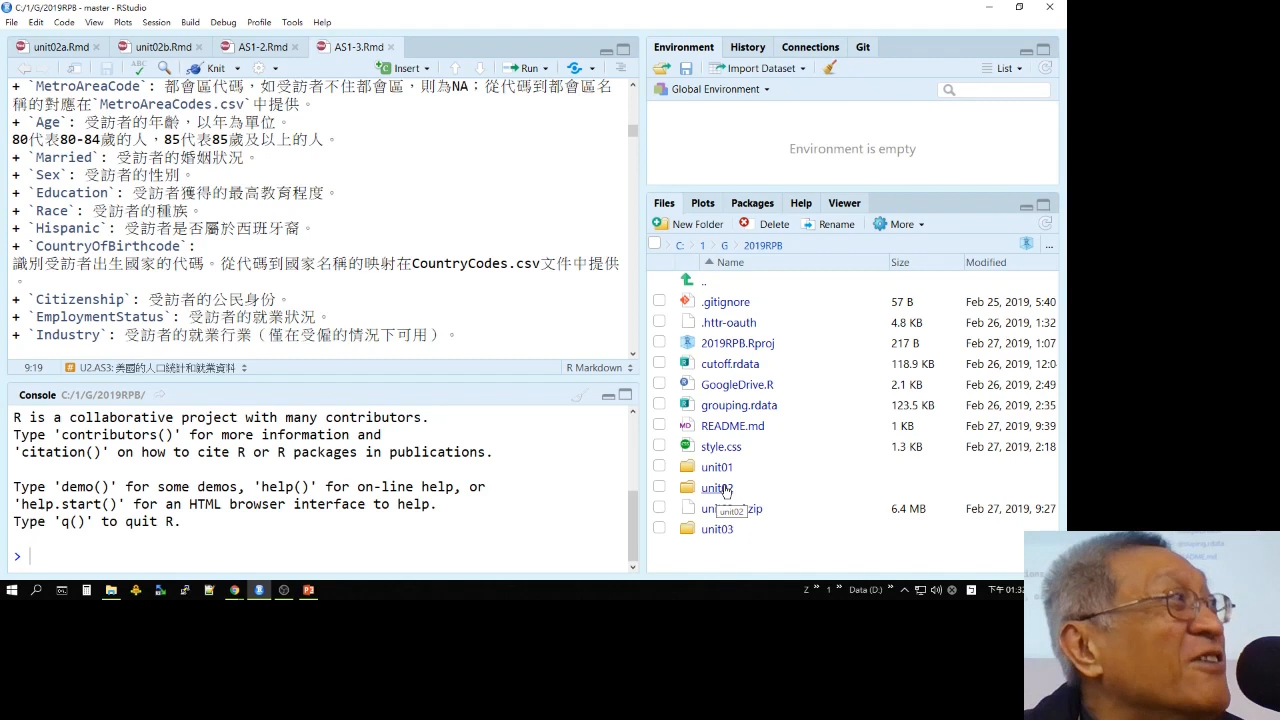 C:/1/G/2019RPB - master - RStudio
File Edit Code View Plots Session Build Debug Profile Tools Help
unit02a.Rmd unit02b.Rmd AS1-2.Rmd AS1-3.Rmd
ABC Knit Insert Run
+ `MetroAreaCode`: 都會區代碼，如受訪者不住都會區，則為NA；從代碼到都會區名
稱的對應在`MetroAreaCodes.csv`中提供。
+ `Age`: 受訪者的年齡，以年為單位。
80代表80-84歲的人，85代表85歲及以上的人。
+ `Married`: 受訪者的婚姻狀況。
+ `Sex`: 受訪者的性別。
+ `Education`: 受訪者獲得的最高教育程度。
+ `Race`: 受訪者的種族。
+ `Hispanic`: 受訪者是否屬於西班牙裔。
+ `CountryOfBirthcode`:
識別受訪者出生國家的代碼。從代碼到國家名稱的映射在CountryCodes.csv文件中提供
。
+ `Citizenship`: 受訪者的公民身份。
+ `EmploymentStatus`: 受訪者的就業狀況。
+ `Industry`: 受訪者的就業行業（僅在受僱的情況下可用）。
9:19 U2.AS3: 美國的人口統計和就業資料 R Markdown
Console C:/1/G/2019RPB/
R is a collaborative project with many contributors.
Type 'contributors()' for more information and
'citation()' on how to cite R or R packages in publications.
Type 'demo()' for some demos, 'help()' for on-line help, or
'help.start()' for an HTML browser interface to help.
Type 'q()' to quit R.
>
Environment History Connections Git
Import Dataset List
Global Environment
Environment is empty
Files Plots Packages Help Viewer
New Folder Delete Rename More
C: 1 G 2019RPB ...
Name Size Modified
..
.gitignore 57 B Feb 25, 2019, 5:40
.httr-oauth 4.8 KB Feb 26, 2019, 1:32
2019RPB.Rproj 217 B Feb 27, 2019, 1:07
cutoff.rdata 118.9 KB Feb 26, 2019, 12:0
GoogleDrive.R 2.1 KB Feb 26, 2019, 2:49
grouping.rdata 123.5 KB Feb 26, 2019, 2:35
README.md 1 KB Feb 27, 2019, 9:39
style.css 1.3 KB Feb 27, 2019, 2:18
unit01
unit02
zip 6.4 MB Feb 27, 2019, 9:27
unit02
unit03
Z 1 Data (D:) 下午 01:32